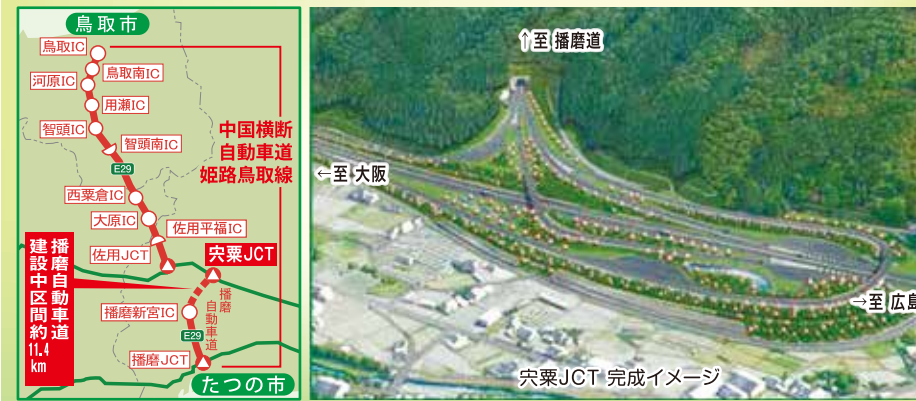 鳥取市
鳥取IC
鳥取南IC
河原IC
用瀬IC
智頭IC
智頭南IC
E29
西粟倉IC
大原IC
佐用平福IC
佐用JCT
宍粟JCT
中国横断
自動車道
姫路鳥取線
播磨自動車道
建設中区間約
11.4
km
播磨
自動車道
播磨新宮IC
E29
播磨JCT
たつの市
↑至 播磨道
←至 大阪
→至 広島
宍粟JCT 完成イメージ